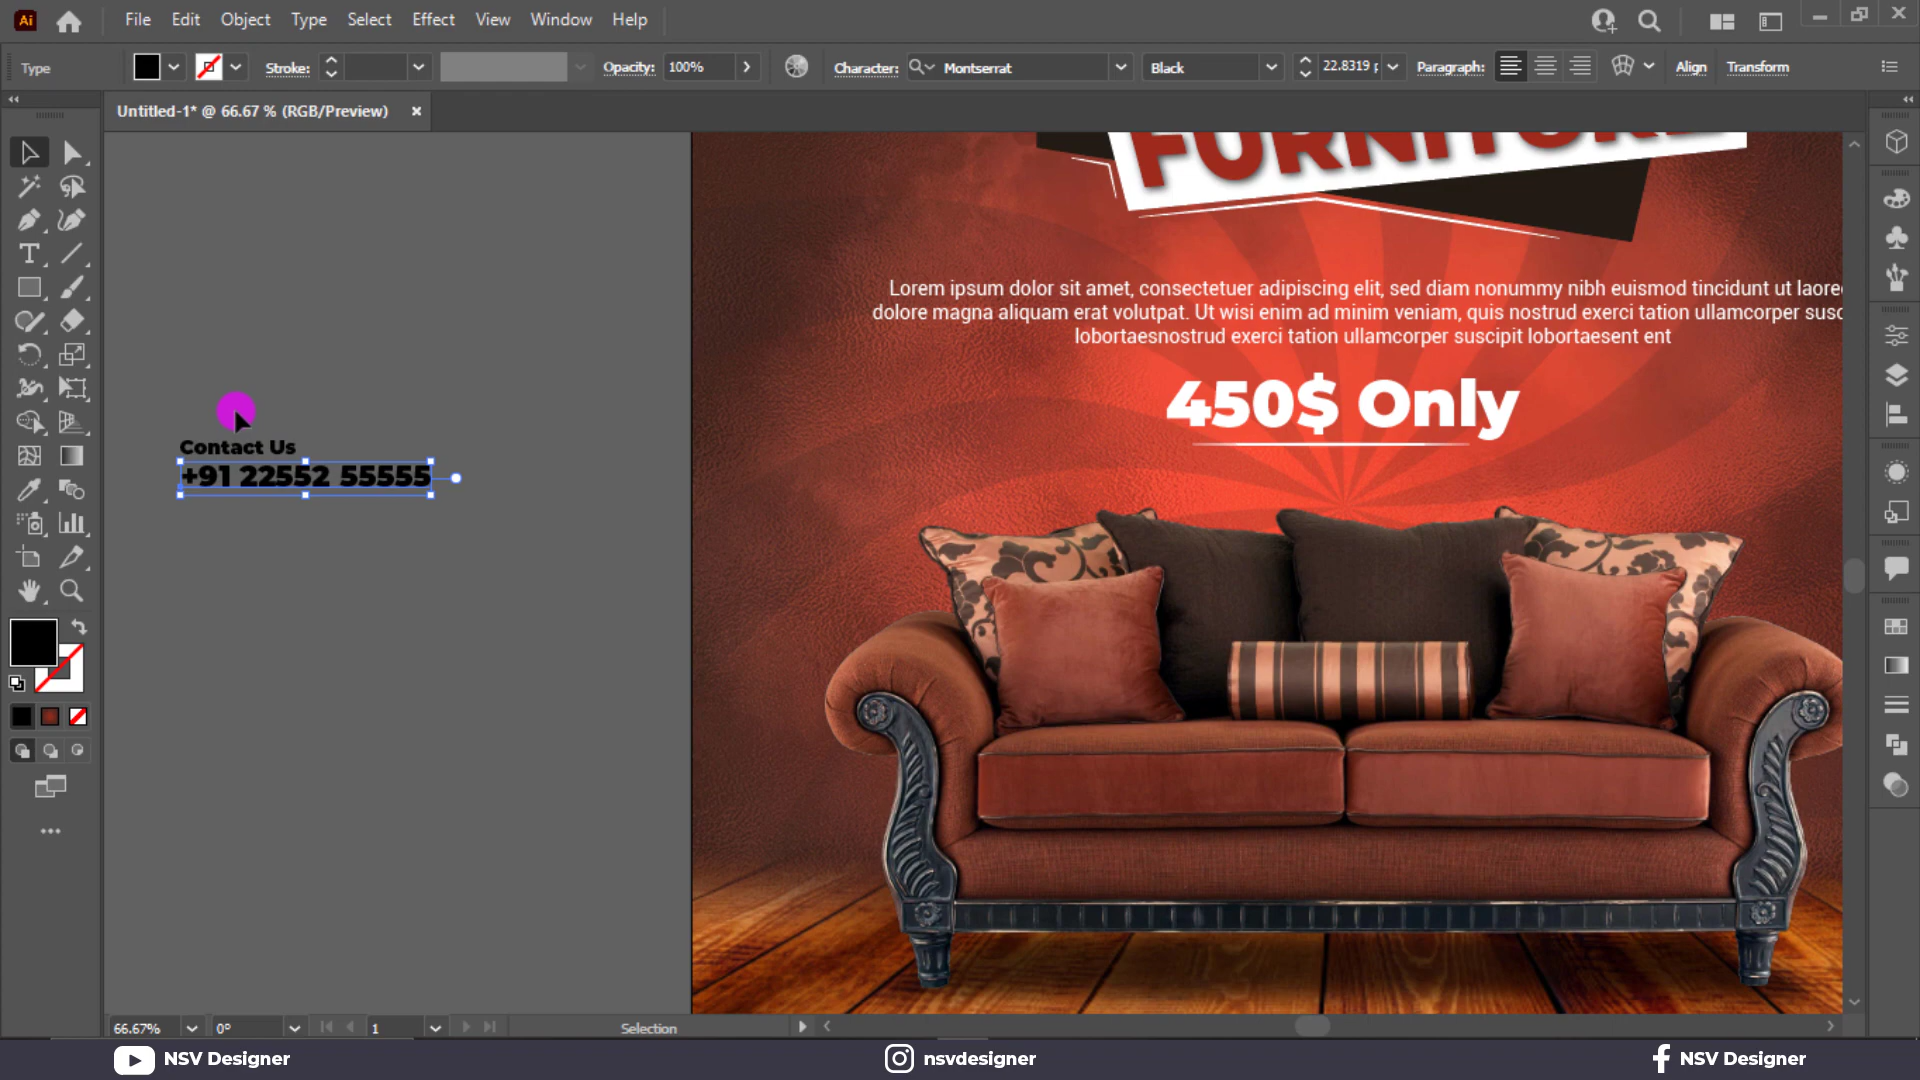 Ai File Edit Object Type Select Effect View Window Help
Type Stroke: Opacity: 100% Character: Montserrat Black 22.8319 p Paragraph: Align Transform
Untitled-1* @ 66.67 % (RGB/Preview) ×
FURNITURE
Lorem ipsum dolor sit amet, consectetuer adipiscing elit, sed diam nonummy nibh euismod tincidunt ut laore
dolore magna aliquam erat volutpat. Ut wisi enim ad minim veniam, quis nostrud exerci tation ullamcorper susc
lobortaesnostrud exerci tation ullamcorper suscipit lobortaesent ent
450$ Only
Contact Us
+91 22552 55555
66.67% 0° 1 Selection
NSV Designer nsvdesigner NSV Designer